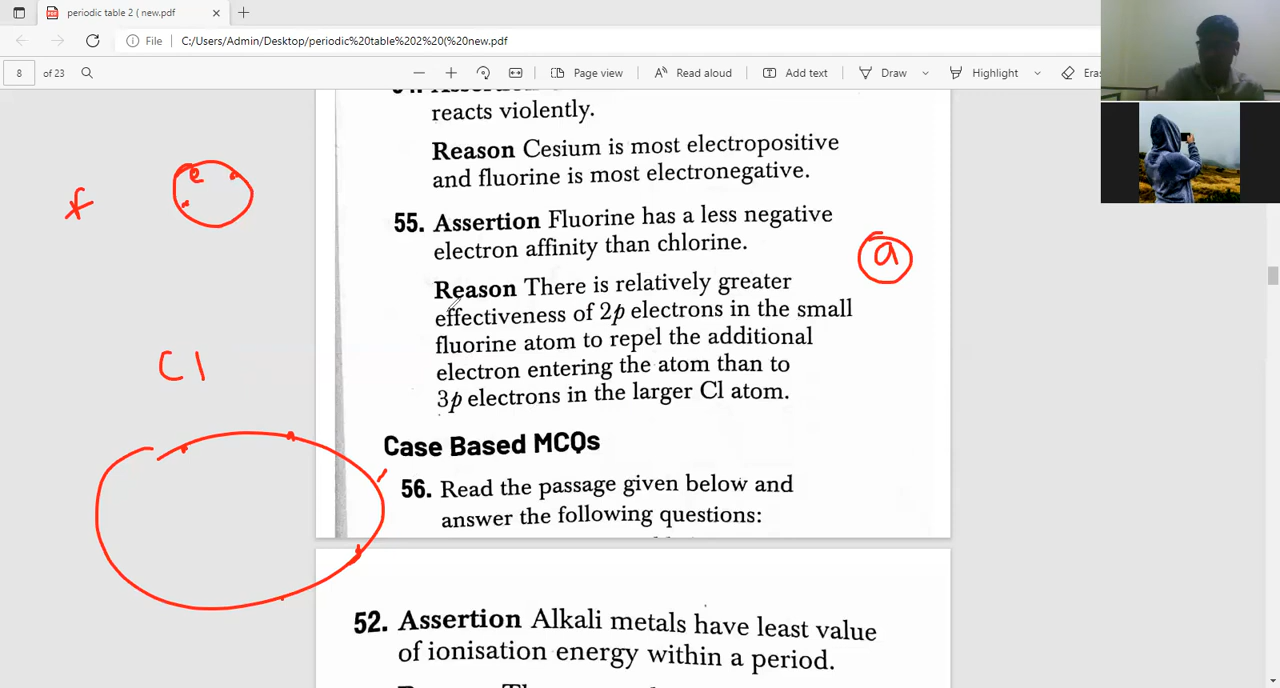 periodic table 2 ( new.pdf
File
C:/Users/Admin/Desktop/periodic%20table%202%20(%20new.pdf
8
of 23
Page view
Read aloud
Add text
Draw
Highlight
Eras
reacts violently.
Reason Cesium is most electropositive
and fluorine is most electronegative.
55. Assertion Fluorine has a less negative
electron affinity than chlorine.
Reason There is relatively greater
effectiveness of 2p electrons in the small
fluorine atom to repel the additional
electron entering the atom than to
3p electrons in the larger Cl atom.
Case Based MCQs
56. Read the passage given below and
answer the following questions:
52. Assertion Alkali metals have least value
of ionisation energy within a period.
f
e
Cl
a